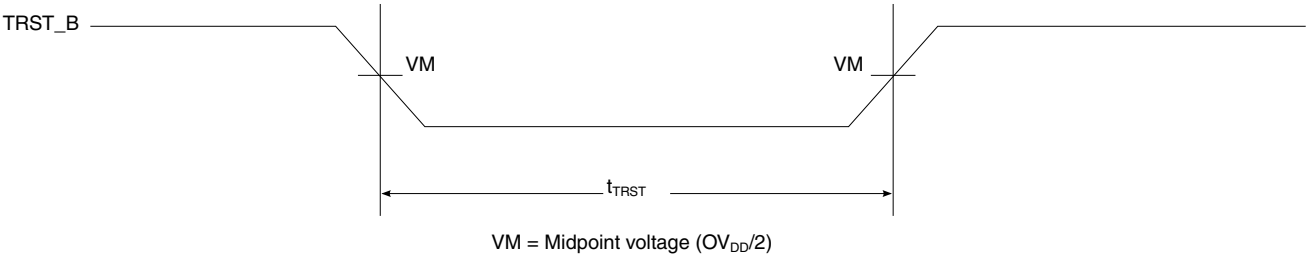 TRST_B
VM
VM
tTRST
VM = Midpoint voltage (OVDD/2)